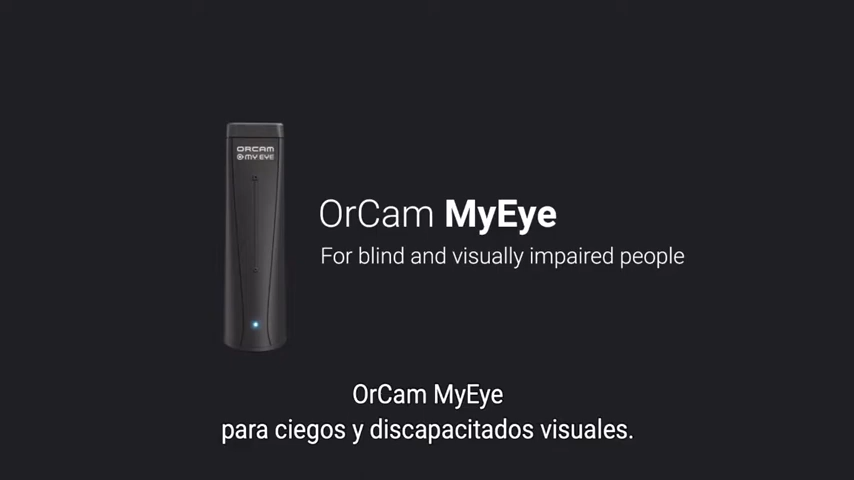 ORCAM
MY EYE
OrCam MyEye
For blind and visually impaired people
OrCam MyEye
para ciegos y discapacitados visuales.